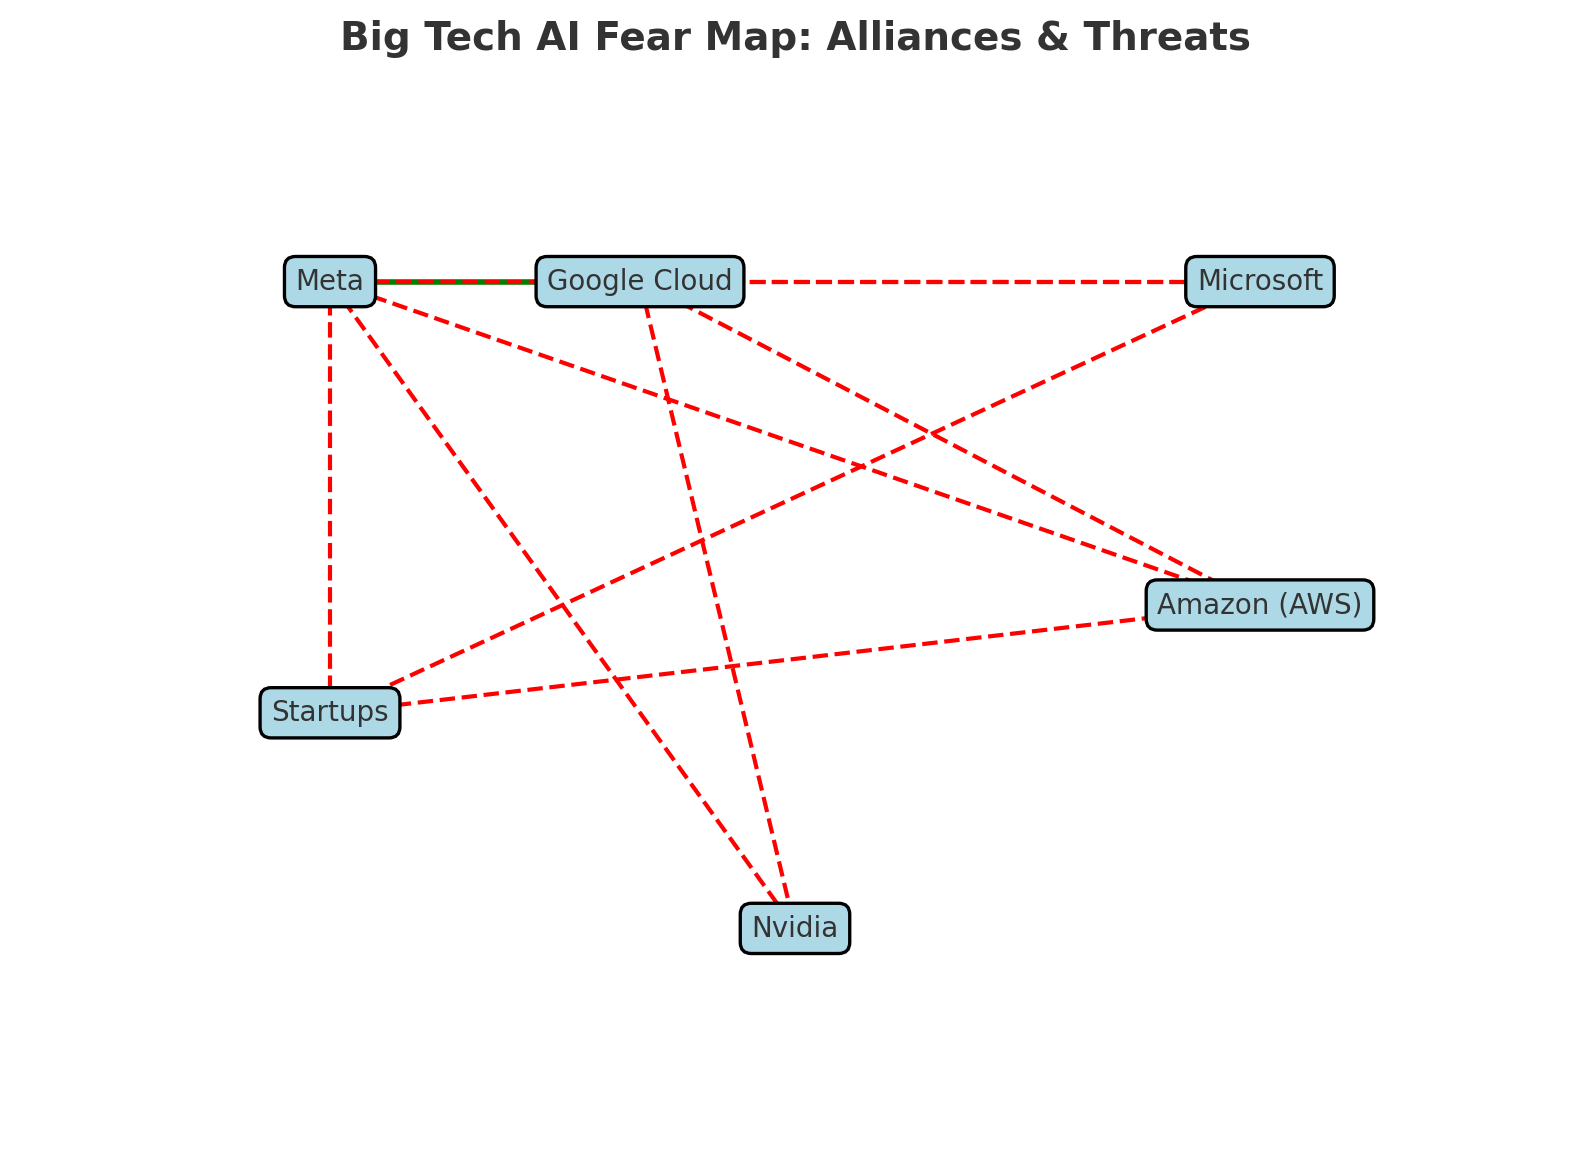 Big Tech AI Fear Map: Alliances & Threats
Meta
Google Cloud
Microsoft
Amazon (AWS)
Startups
Nvidia